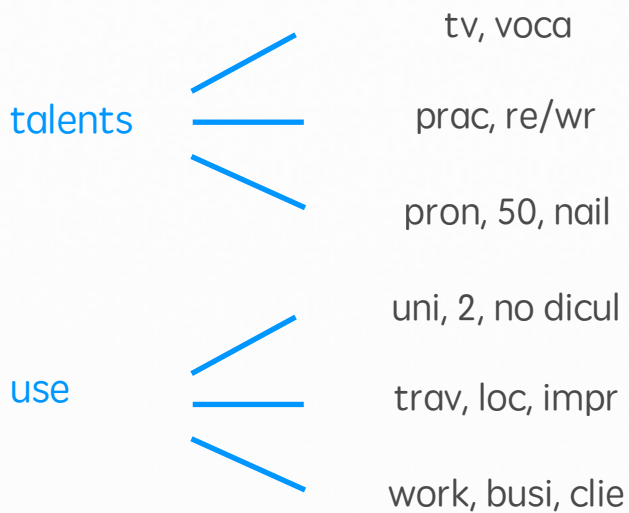 talents
tv, voca
prac, re/wr
pron, 50, nail
use
uni, 2, no dicul
trav, loc, impr
work, busi, clie